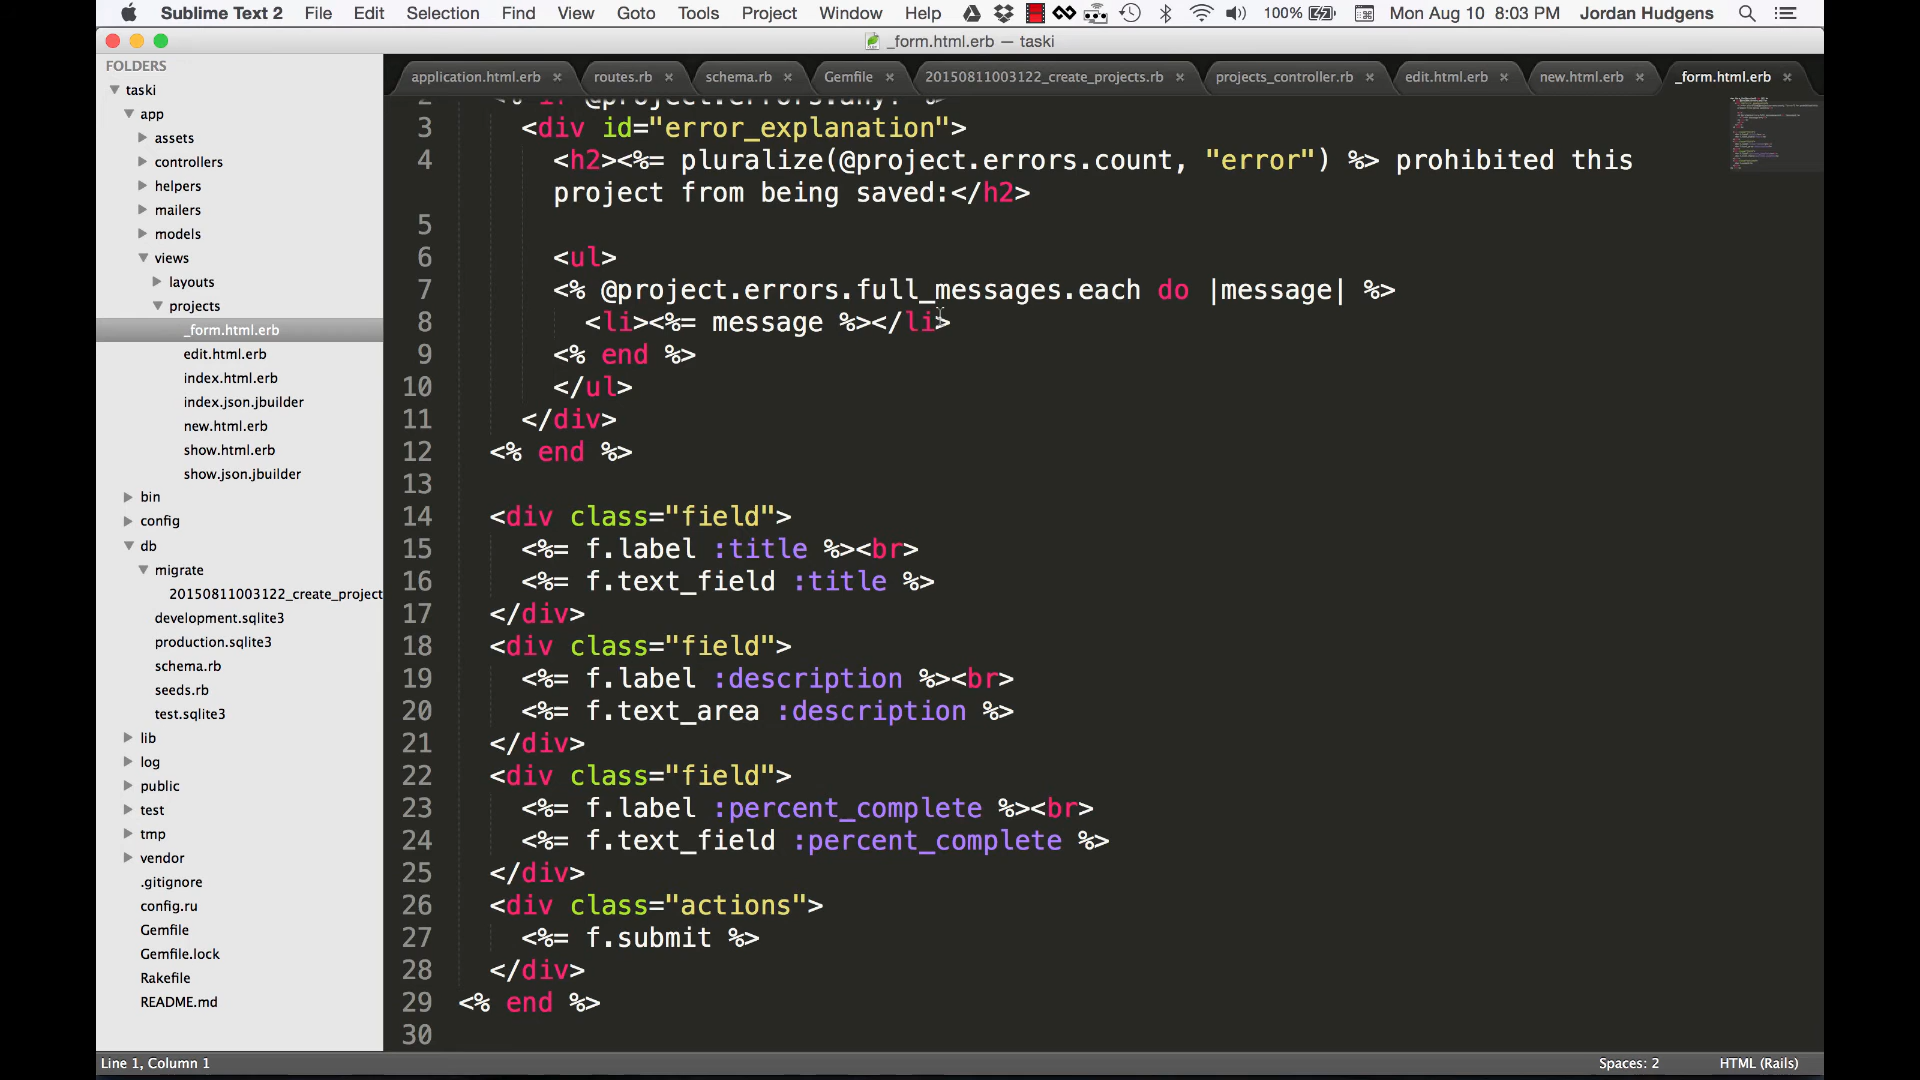 Sublime Text 2 File Edit Selection Find View Goto Tools Project Window Help 100% Mon Aug 10 8:03 PM Jordan Hudgens
_form.html.erb — taski
FOLDERS
taski
app
assets
controllers
helpers
mailers
models
views
layouts
projects
_form.html.erb
edit.html.erb
index.html.erb
index.json.jbuilder
new.html.erb
show.html.erb
show.json.jbuilder
bin
config
db
migrate
20150811003122_create_project
development.sqlite3
production.sqlite3
schema.rb
seeds.rb
test.sqlite3
lib
log
public
test
tmp
vendor
.gitignore
config.ru
Gemfile
Gemfile.lock
Rakefile
README.md
application.html.erb routes.rb schema.rb Gemfile 20150811003122_create_projects.rb projects_controller.rb edit.html.erb new.html.erb _form.html.erb
2 <% if @project.errors.any? %>
3 <div id="error_explanation">
4 <h2><%= pluralize(@project.errors.count, "error") %> prohibited this
project from being saved:</h2>
5
6 <ul>
7 <% @project.errors.full_messages.each do |message| %>
8 <li><%= message %></li>
9 <% end %>
10 </ul>
11 </div>
12 <% end %>
13
14 <div class="field">
15 <%= f.label :title %><br>
16 <%= f.text_field :title %>
17 </div>
18 <div class="field">
19 <%= f.label :description %><br>
20 <%= f.text_area :description %>
21 </div>
22 <div class="field">
23 <%= f.label :percent_complete %><br>
24 <%= f.text_field :percent_complete %>
25 </div>
26 <div class="actions">
27 <%= f.submit %>
28 </div>
29 <% end %>
30
Line 1, Column 1 Spaces: 2 HTML (Rails)